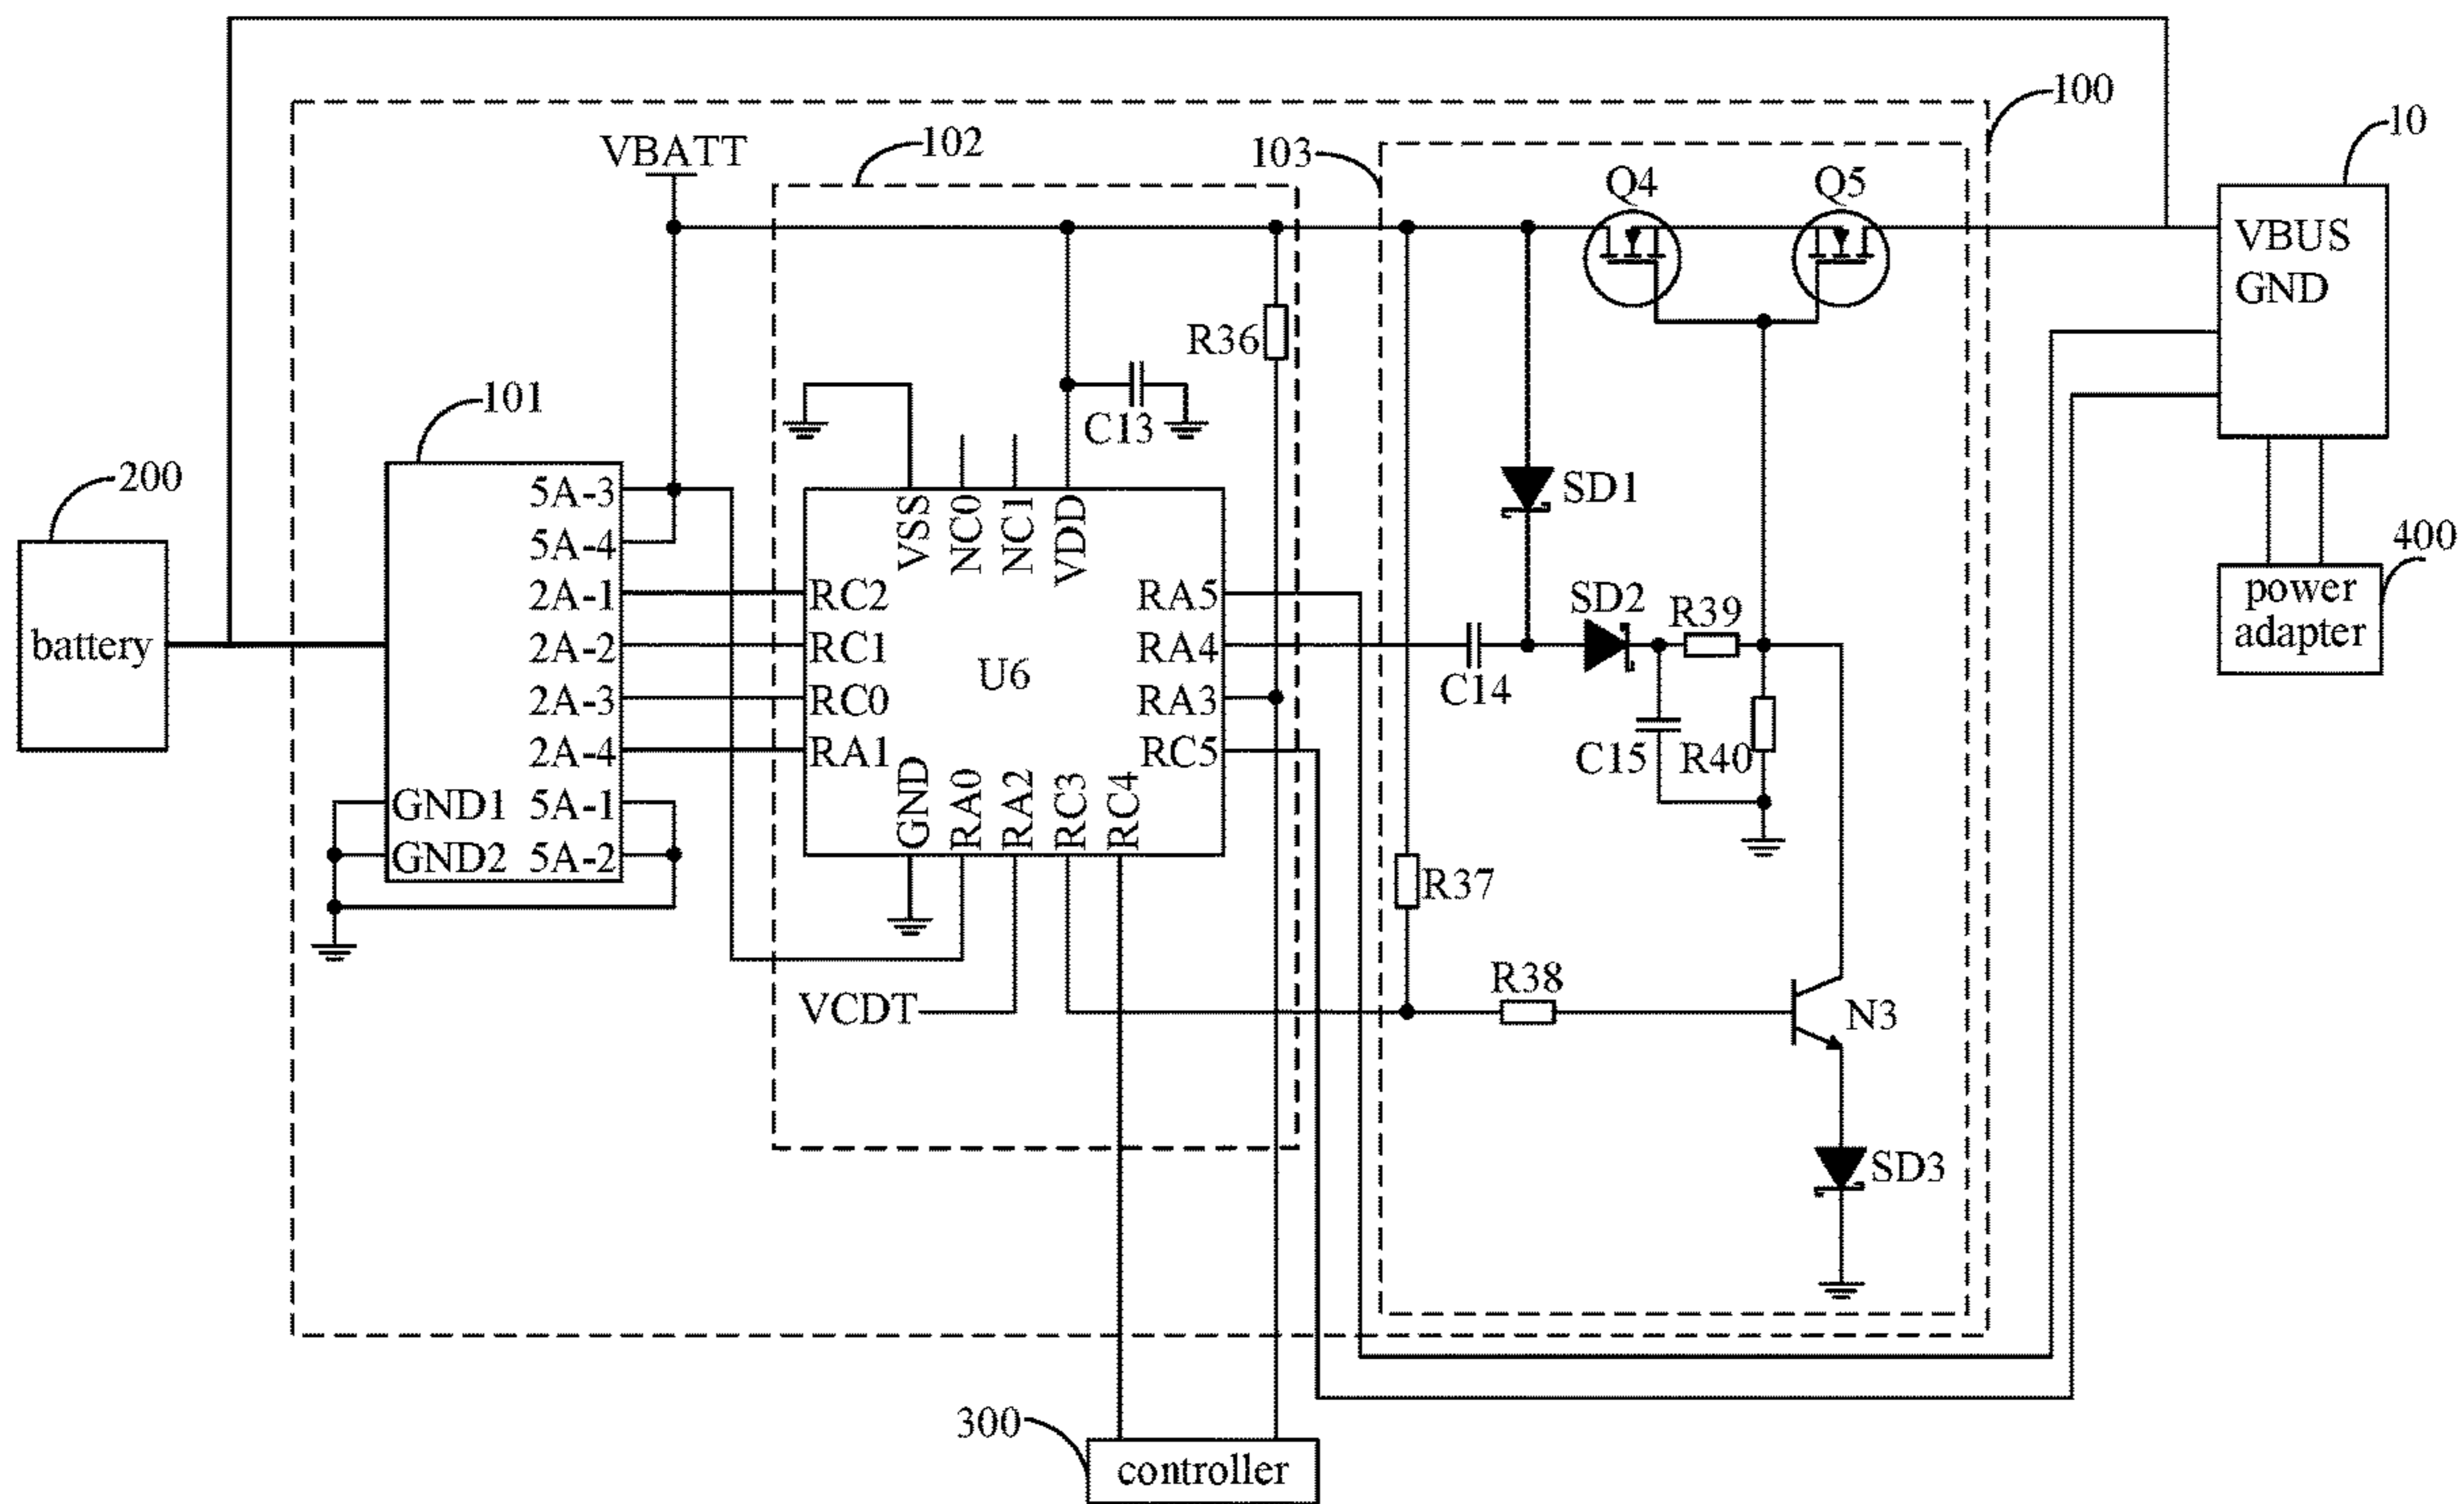 100
10
102
VBATT
103
Q4
Q5
VBUS
GND
R36
101
C13
200
5A-3
SD1
5A-4
400
VSS
NC0
NC1
VDD
2A-1
RC2
RA5
SD2
R39
power
adapter
battery
2A-2
RC1
RA4
U6
C14
2A-3
RC0
RA3
2A-4
RA1
RC5
C15
R40
GND1
5A-1
GND
RA0
RA2
RC3
RC4
GND2
5A-2
R37
R38
VCDT
N3
SD3
300
controller